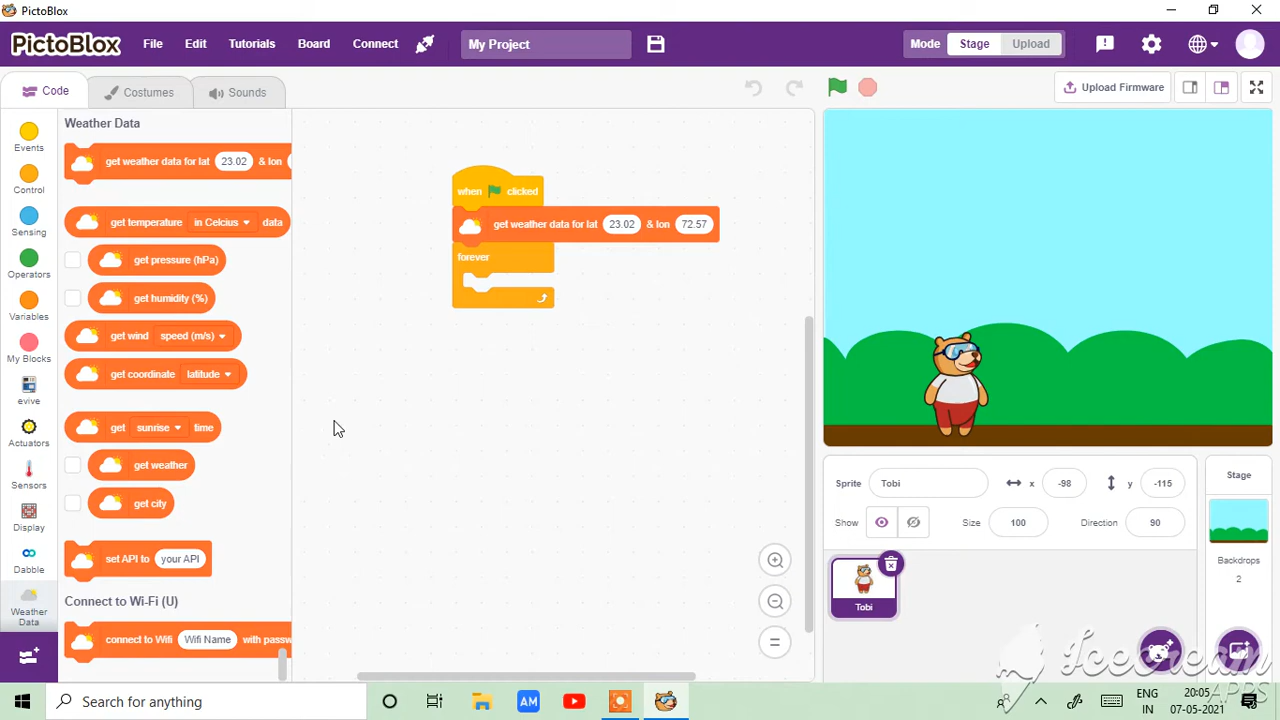 PictoBlox
PictoBlox File Edit Tutorials Board Connect My Project Mode Stage Upload
Code Costumes Sounds Upload Firmware
Events
Control
Sensing
Operators
Variables
My Blocks
evive
Actuators
Sensors
Display
Dabble
Weather
Data
Weather Data
get weather data for lat 23.02 & lon
get temperature in Celcius data
get pressure (hPa)
get humidity (%)
get wind speed (m/s)
get coordinate latitude
get sunrise time
get weather
get city
set API to your API
Connect to Wi-Fi (U)
connect to Wifi Wifi Name with passw
when clicked
get weather data for lat 23.02 & lon 72.57
forever
Sprite Tobi x -98 y -115
Show Size 100 Direction 90
Tobi
Stage
Backdrops
2
Icecream
APPS
Search for anything
AM
ENG
IN
20:05
07-05-2021